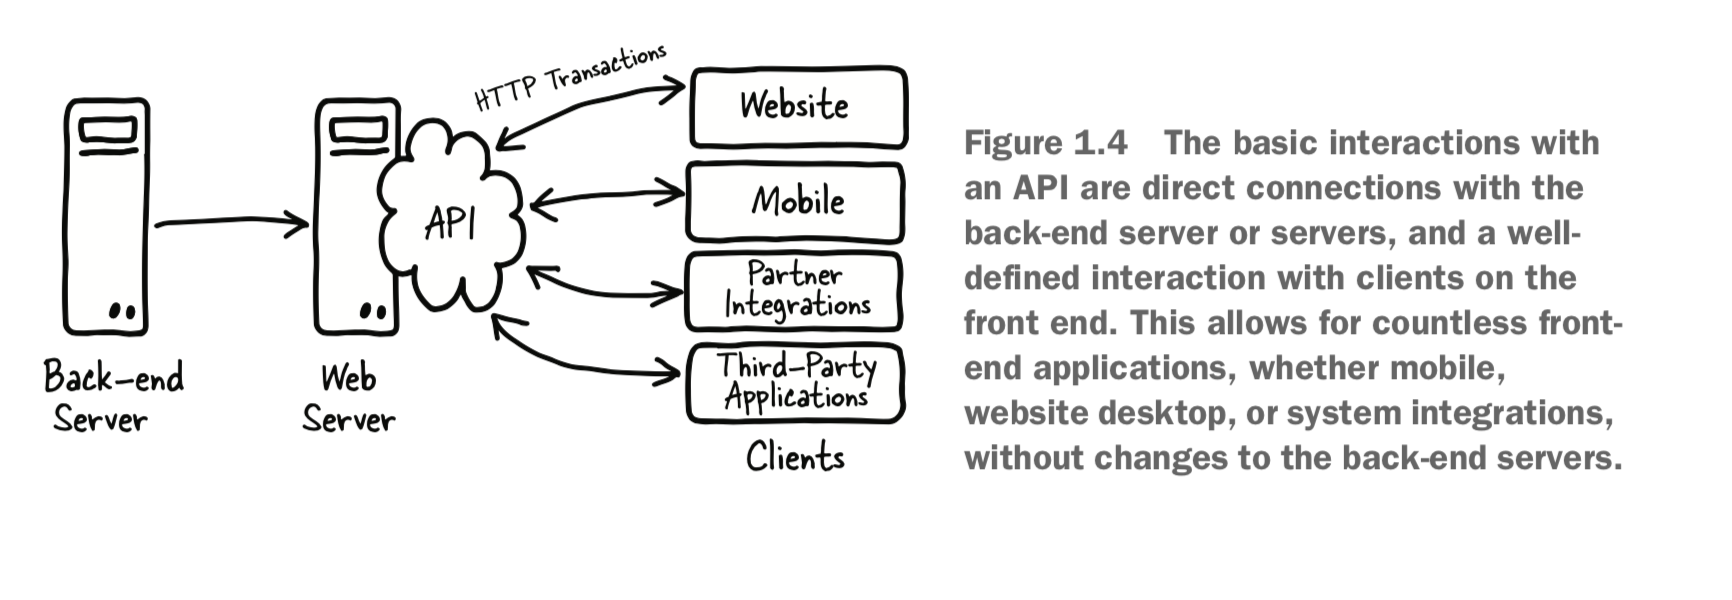 HTTP Transactions
Website
Mobile
API
Partner
Integrations
Third-Party
Applications
Back-end
Server
Web
Server
Clients
Figure 1.4 The basic interactions with
an API are direct connections with the
back-end server or servers, and a well-
defined interaction with clients on the
front end. This allows for countless front-
end applications, whether mobile,
website desktop, or system integrations,
without changes to the back-end servers.